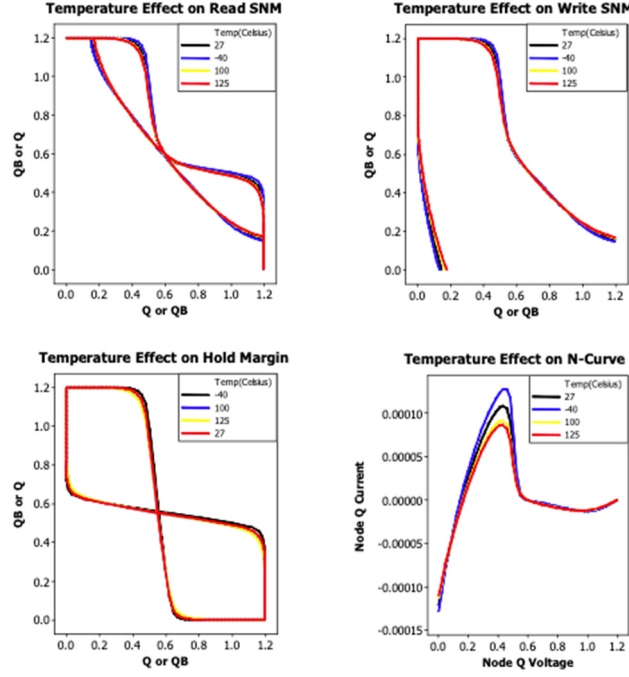 Temperature Effect on Read SNM
Temp(Celsius)
27
-40
100
125
QB or Q
1.2
1.0
0.8
0.6
0.4
0.2
0.0
0.0 0.2 0.4 0.6 0.8 1.0 1.2
Q or QB
Temperature Effect on Write SNM
Temp(Celsius)
27
-40
100
125
QB or Q
1.2
1.0
0.8
0.6
0.4
0.2
0.0
0.0 0.2 0.4 0.6 0.8 1.0 1.2
Q or QB
Temperature Effect on Hold Margin
Temp(Celsius)
-40
100
125
27
QB or Q
1.2
1.0
0.8
0.6
0.4
0.2
0.0
0.0 0.2 0.4 0.6 0.8 1.0 1.2
Q or QB
Temperature Effect on N-Curve
Temp(Celsius)
27
-40
100
125
Node Q Current
0.00010
0.00005
0.00000
-0.00005
-0.00010
-0.00015
0.0 0.2 0.4 0.6 0.8 1.0 1.2
Node Q Voltage